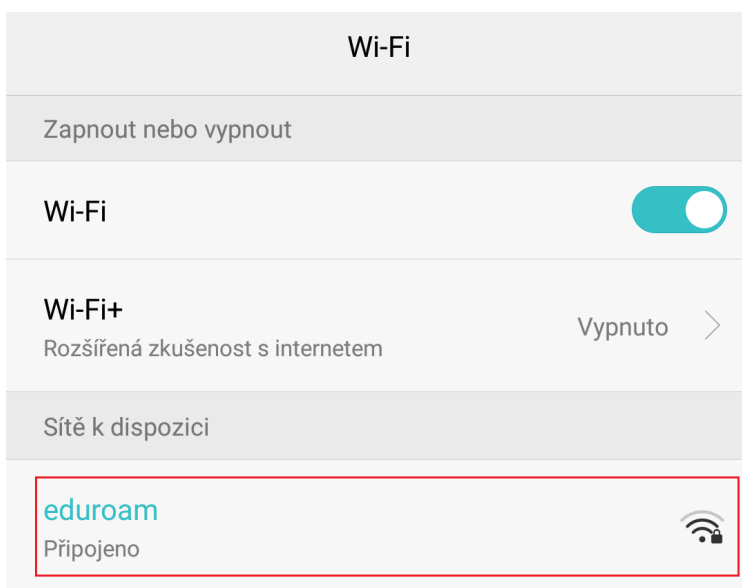 Wi-Fi
Zapnout nebo vypnout
Wi-Fi
Wi-Fi+
Rozšířená zkušenost s internetem
Vypnuto
Sítě k dispozici
eduroam
Připojeno